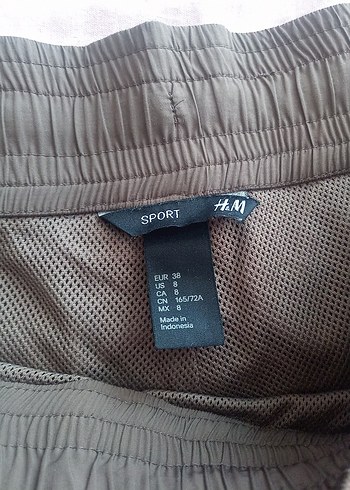 SPORT H&M
EUR 38
US 8
CA 8
CN 165/72A
MX 8
Made in
Indonesia